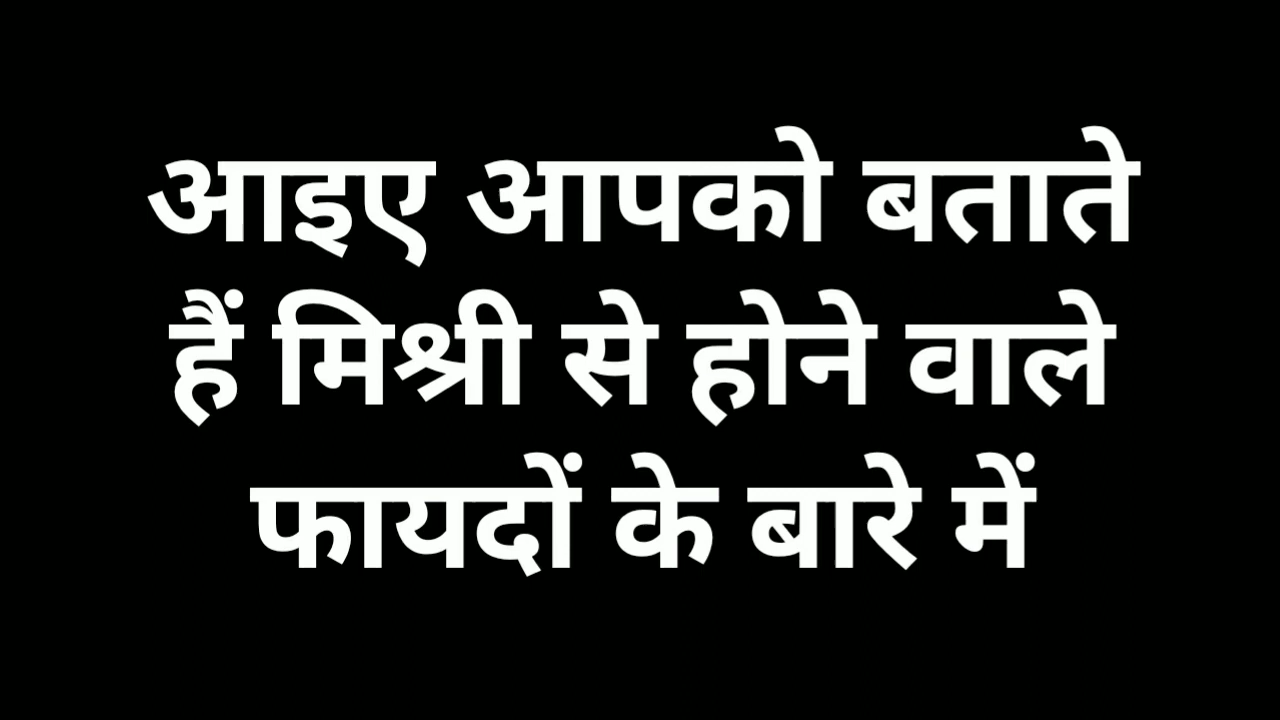 आइए आपको बताते
हैं मिश्री से होने वाले
फायदों के बारे में